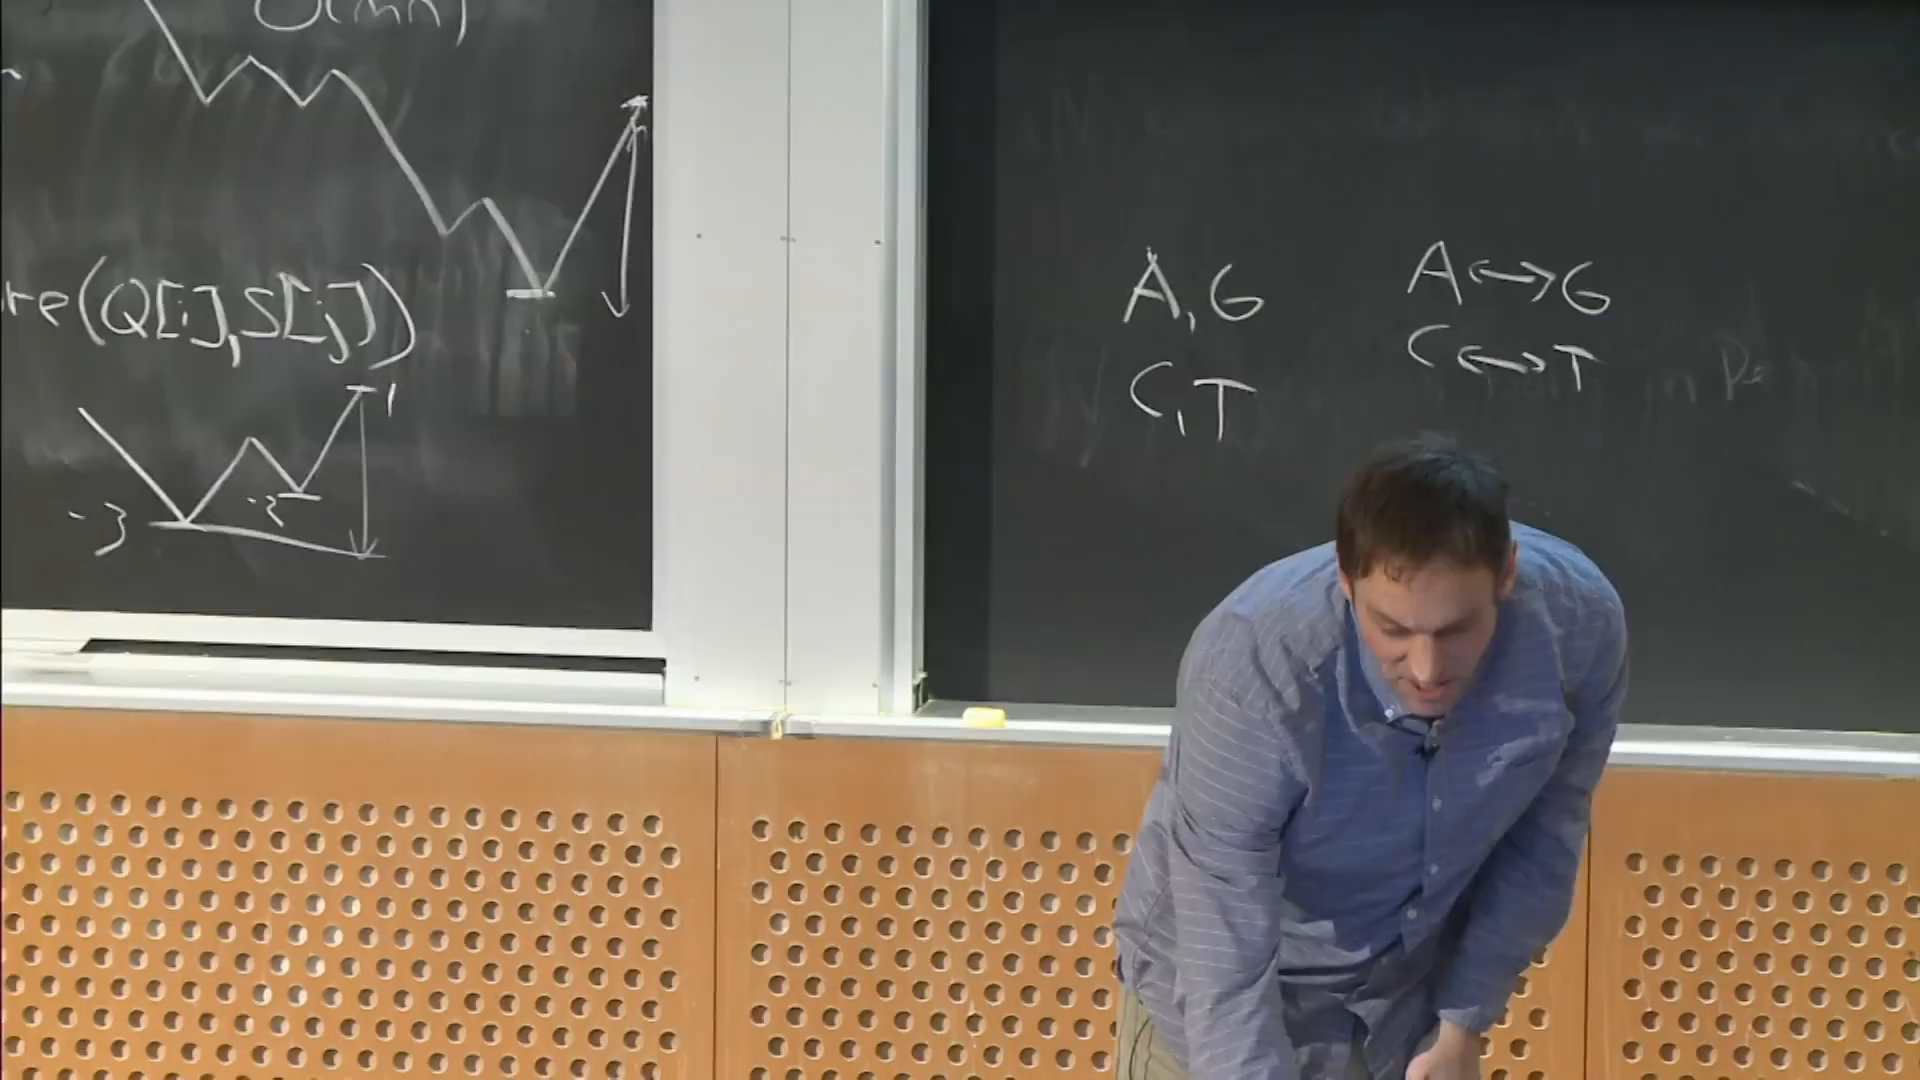 O(mn)
re(Q[i],S[j])
1
-3
-2
A,G
C,T
A↔G
C↔T